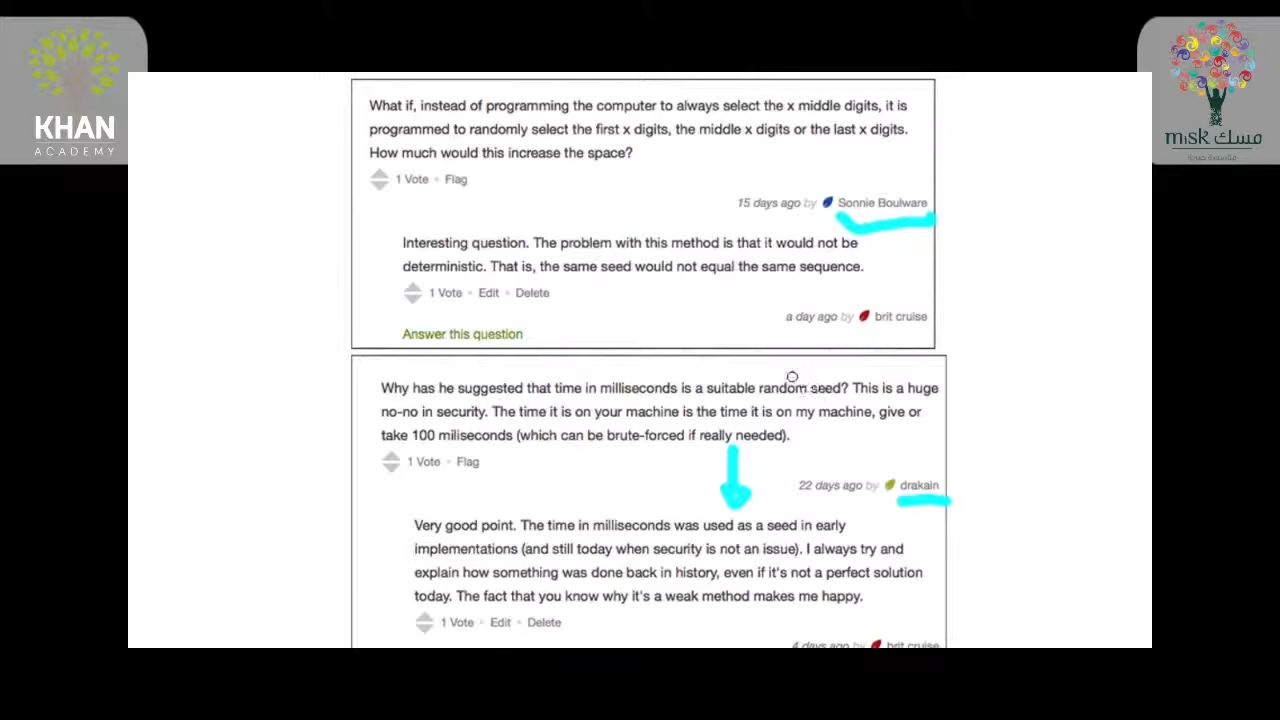 KHAN
ACADEMY
mısk مسك
What if, instead of programming the computer to always select the x middle digits, it is
programmed to randomly select the first x digits, the middle x digits or the last x digits.
How much would this increase the space?
1 Vote • Flag
15 days ago by Sonnie Boulware
Interesting question. The problem with this method is that it would not be
deterministic. That is, the same seed would not equal the same sequence.
1 Vote • Edit • Delete
a day ago by brit cruise
Answer this question
Why has he suggested that time in milliseconds is a suitable random seed? This is a huge
no-no in security. The time it is on your machine is the time it is on my machine, give or
take 100 miliseconds (which can be brute-forced if really needed).
1 Vote • Flag
22 days ago by drakain
Very good point. The time in milliseconds was used as a seed in early
implementations (and still today when security is not an issue). I always try and
explain how something was done back in history, even if it's not a perfect solution
today. The fact that you know why it's a weak method makes me happy.
1 Vote • Edit • Delete
4 days ago by brit cruise